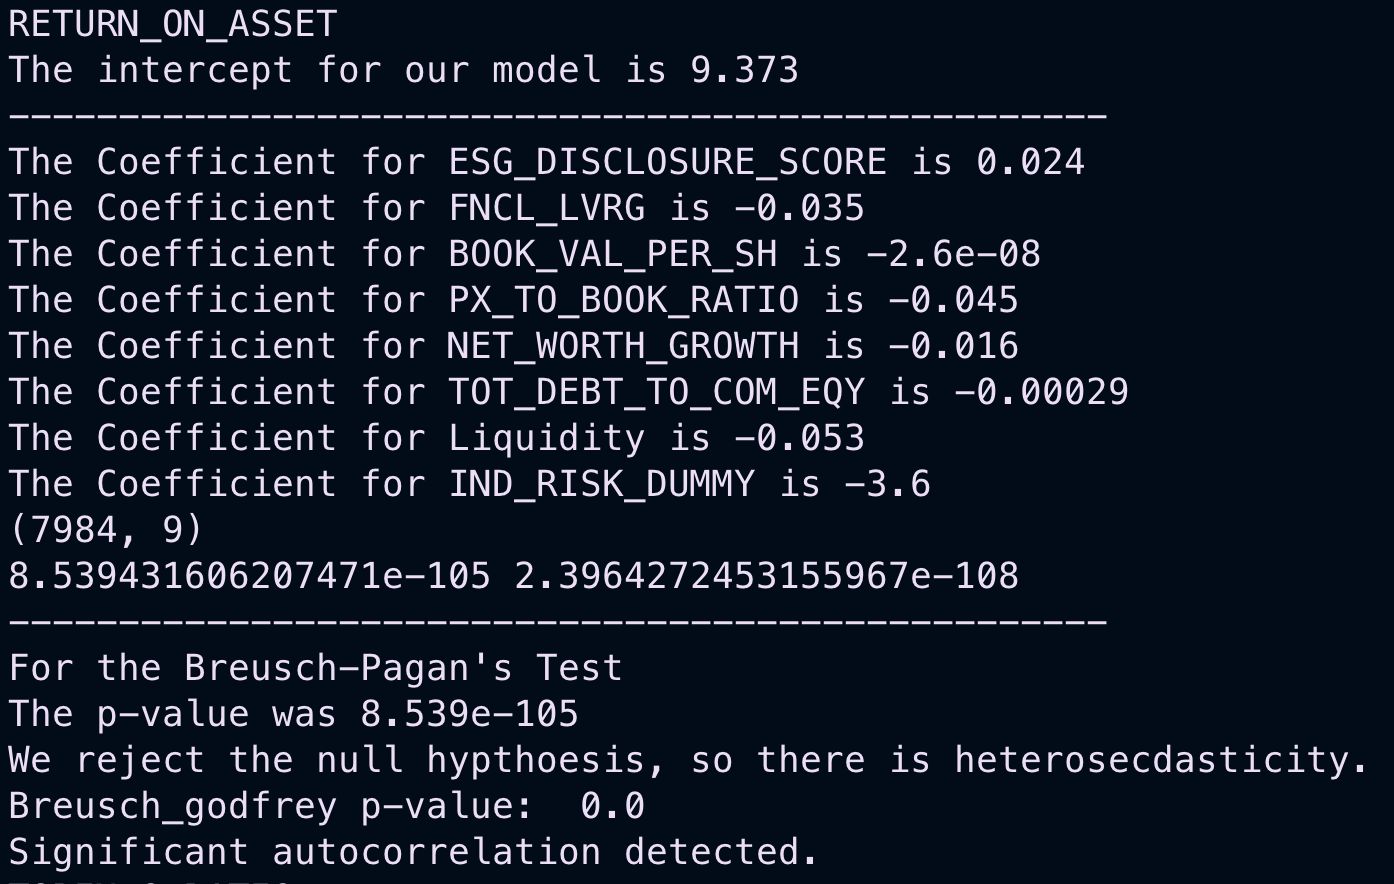 RETURN_ON_ASSET
The intercept for our model is 9.373
--------------------------------------------------
The Coefficient for ESG_DISCLOSURE_SCORE is 0.024
The Coefficient for FNCL_LVRG is -0.035
The Coefficient for BOOK_VAL_PER_SH is -2.6e-08
The Coefficient for PX_TO_BOOK_RATIO is -0.045
The Coefficient for NET_WORTH_GROWTH is -0.016
The Coefficient for TOT_DEBT_TO_COM_EQY is -0.00029
The Coefficient for Liquidity is -0.053
The Coefficient for IND_RISK_DUMMY is -3.6
(7984, 9)
8.539431606207471e-105 2.3964272453155967e-108
--------------------------------------------------
For the Breusch-Pagan's Test
The p-value was 8.539e-105
We reject the null hypthoesis, so there is heterosecdasticity.
Breusch_godfrey p-value:  0.0
Significant autocorrelation detected.